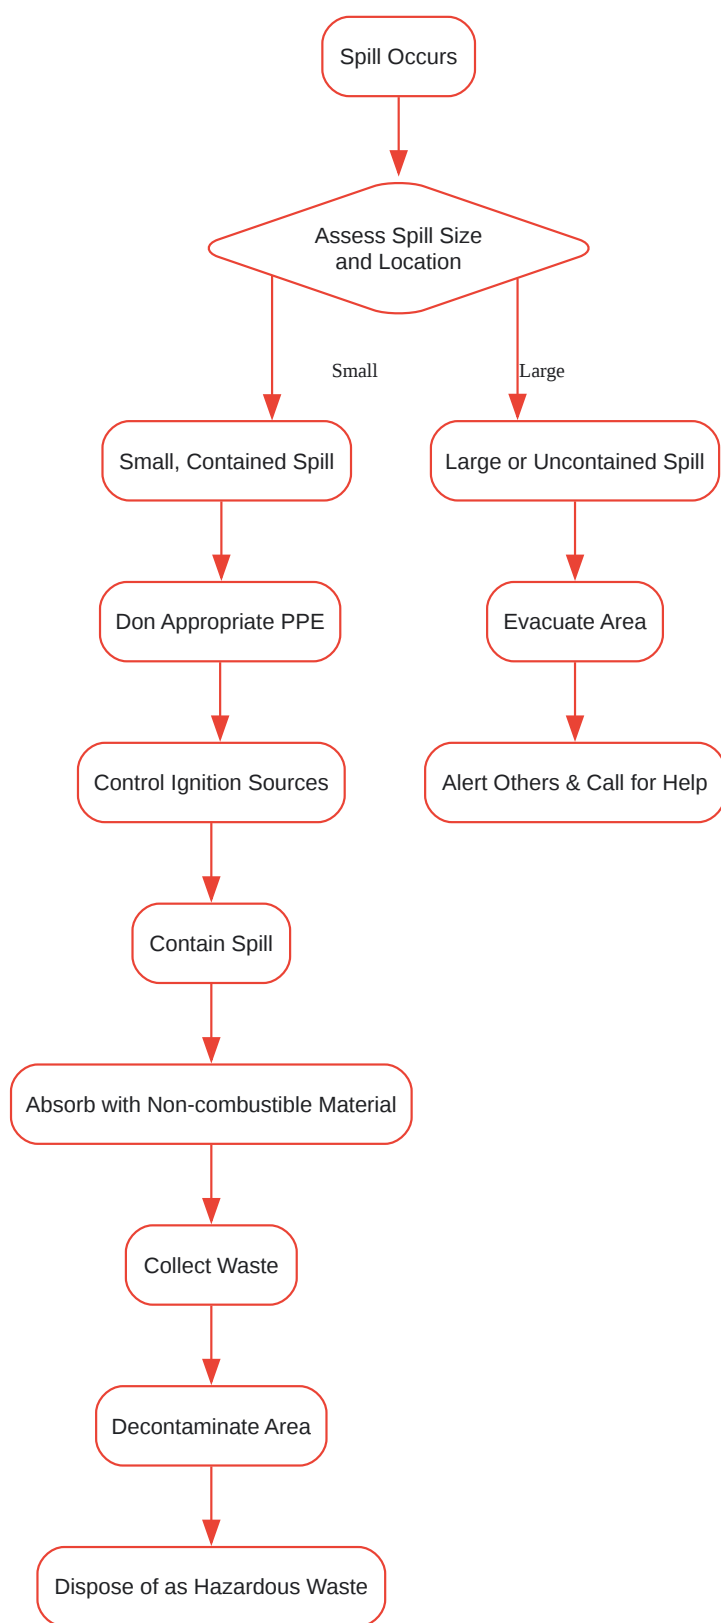 Spill Occurs
Assess Spill Size
and Location
Small
Large
Small, Contained Spill
Large or Uncontained Spill
Don Appropriate PPE
Evacuate Area
Control Ignition Sources
Alert Others & Call for Help
Contain Spill
Absorb with Non-combustible Material
Collect Waste
Decontaminate Area
Dispose of as Hazardous Waste